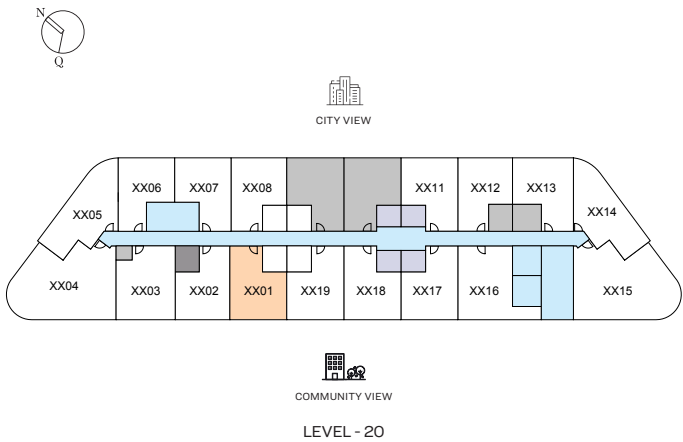 N
Q
CITY VIEW
XX06
XX07
XX08
XX11
XX12
XX13
XX05
XX14
XX04
XX03
XX02
XX01
XX19
XX18
XX17
XX16
XX15
COMMUNITY VIEW
LEVEL - 20